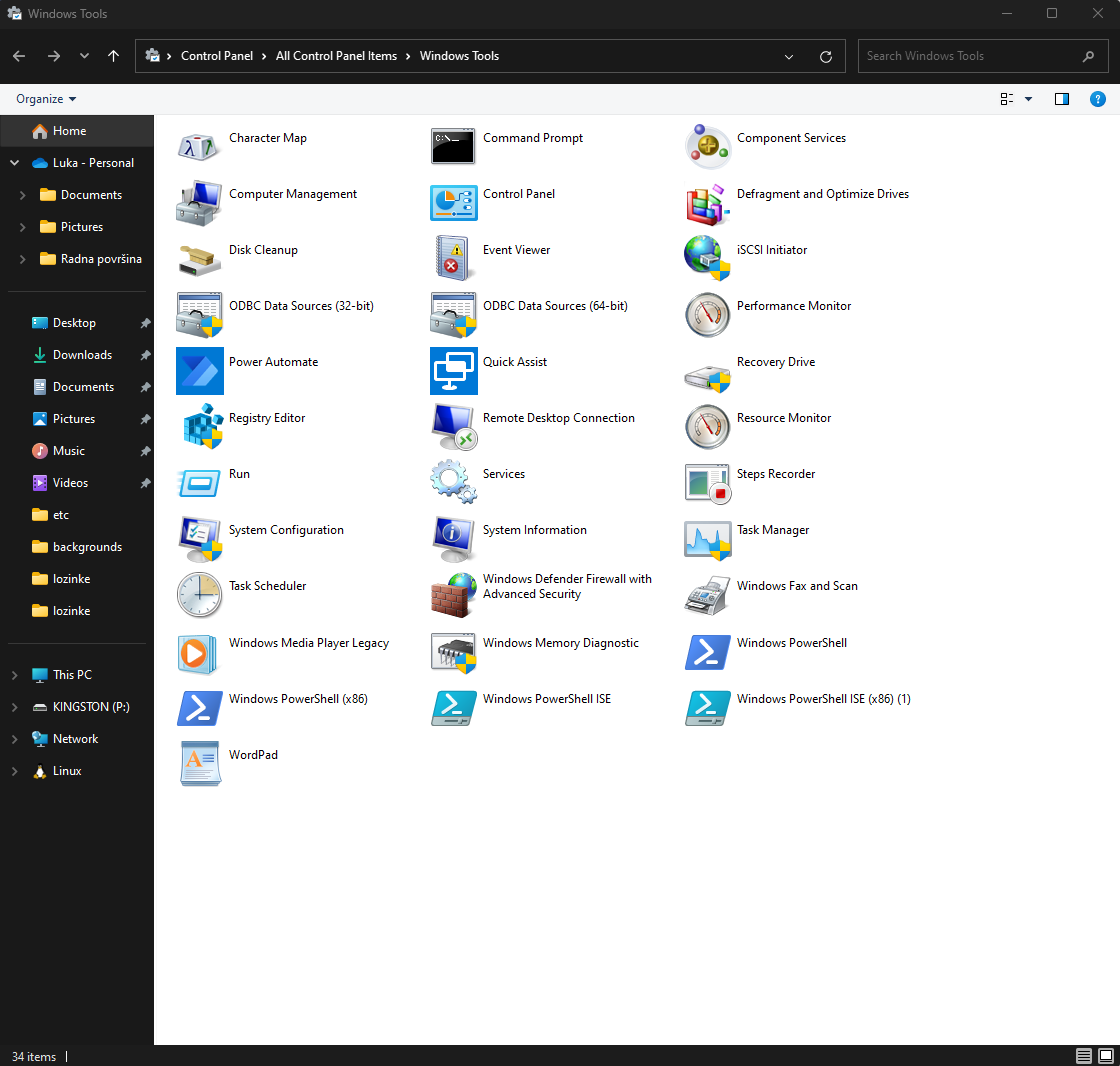 Windows Tools
Control Panel > All Control Panel Items > Windows Tools
Search Windows Tools
Organize
Home
Luka - Personal
Documents
Pictures
Radna površina
Desktop
Downloads
Documents
Pictures
Music
Videos
etc
backgrounds
lozinke
lozinke
This PC
KINGSTON (P:)
Network
Linux
Character Map
Command Prompt
Component Services
Computer Management
Control Panel
Defragment and Optimize Drives
Disk Cleanup
Event Viewer
iSCSI Initiator
ODBC Data Sources (32-bit)
ODBC Data Sources (64-bit)
Performance Monitor
Power Automate
Quick Assist
Recovery Drive
Registry Editor
Remote Desktop Connection
Resource Monitor
Run
Services
Steps Recorder
System Configuration
System Information
Task Manager
Task Scheduler
Windows Defender Firewall with
Advanced Security
Windows Fax and Scan
Windows Media Player Legacy
Windows Memory Diagnostic
Windows PowerShell
Windows PowerShell (x86)
Windows PowerShell ISE
Windows PowerShell ISE (x86) (1)
WordPad
34 items